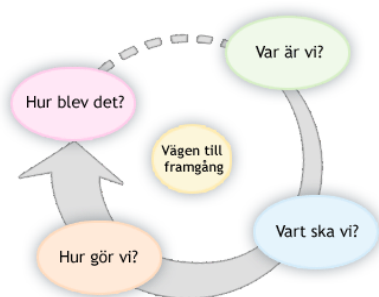 Var är vi?
Hur blev det?
Vägen till
framgång
Vart ska vi?
Hur gör vi?